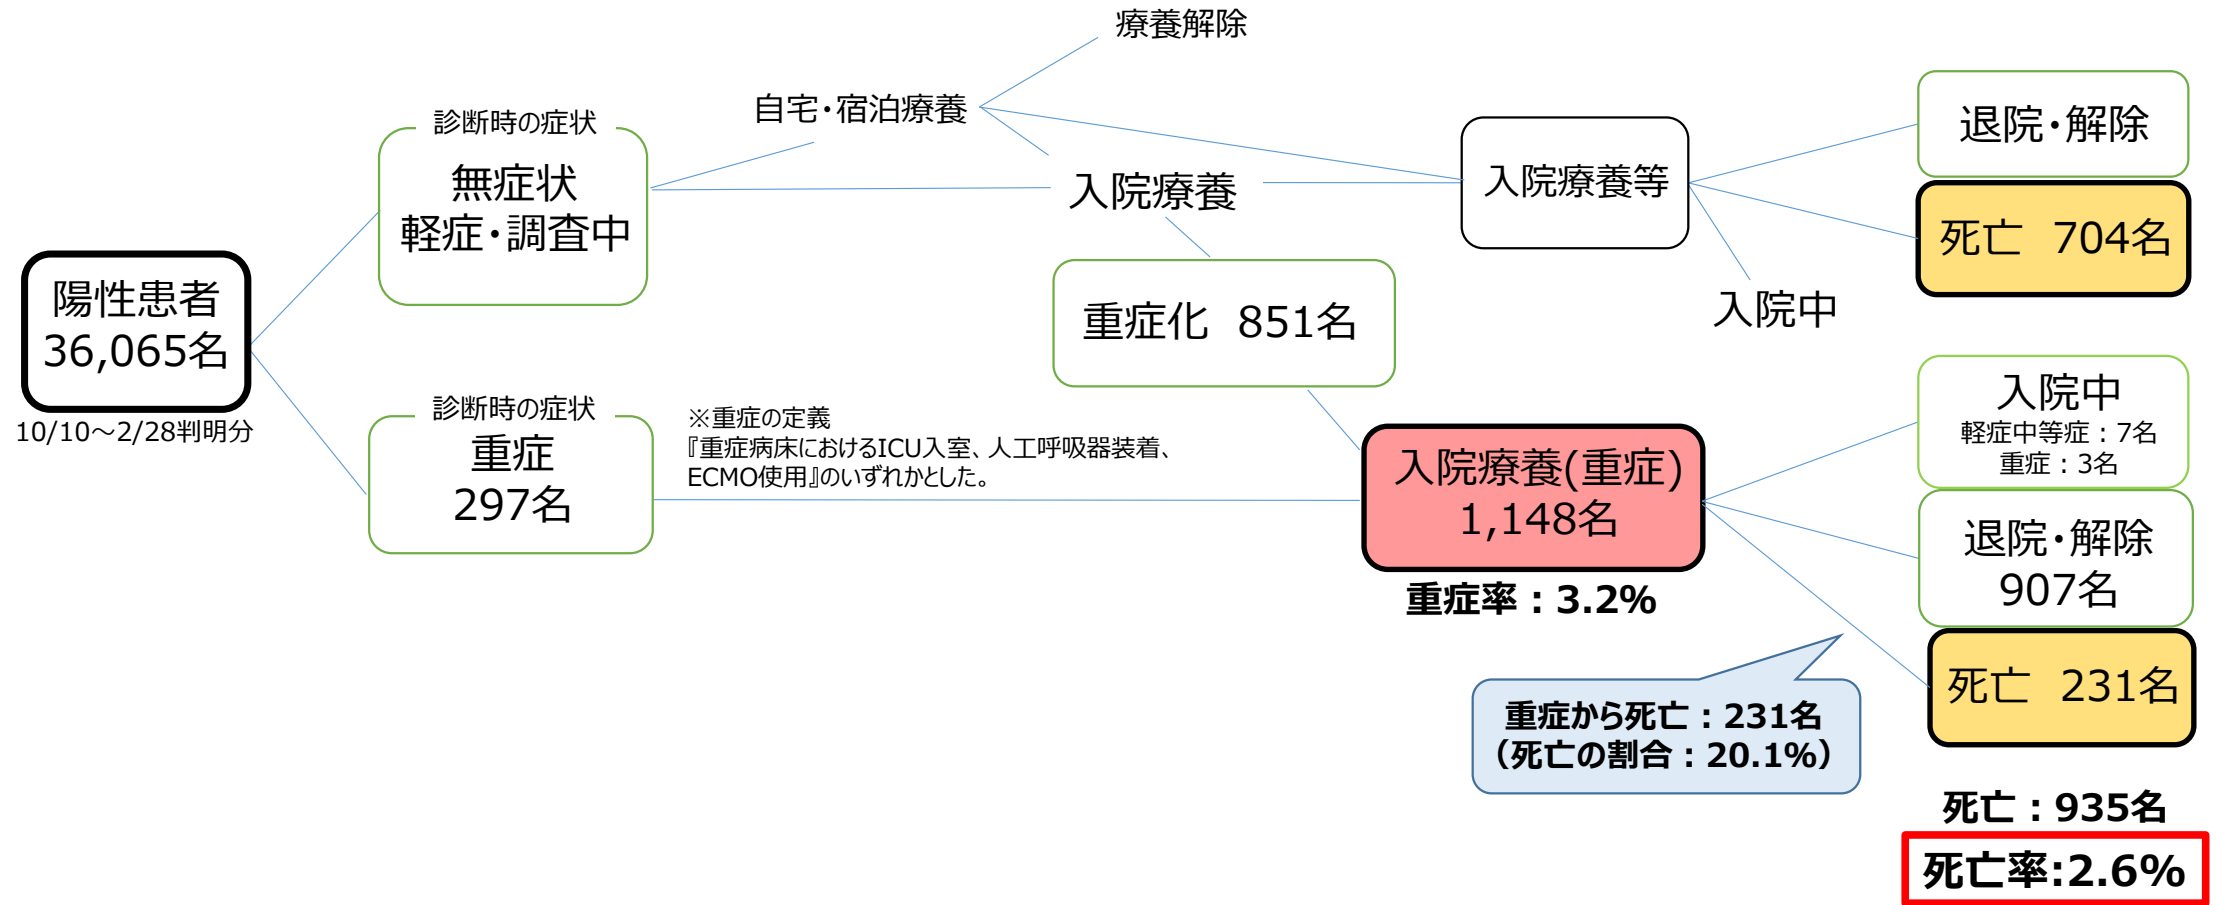 療養解除
自宅・宿泊療養
診断時の症状
無症状
軽症・調査中
入院療養
入院療養等
退院・解除
死亡　704名
入院中
陽性患者
36,065名
10/10～2/28判明分
重症化　851名
診断時の症状
重症
297名
※重症の定義
『重症病床におけるICU入室、人工呼吸器装着、
ECMO使用』のいずれかとした。
入院療養(重症)
1,148名
重症率：3.2%
入院中
軽症中等症：7名
重症：3名
退院・解除
907名
死亡　231名
重症から死亡：231名
（死亡の割合：20.1%）
死亡：935名
死亡率:2.6%